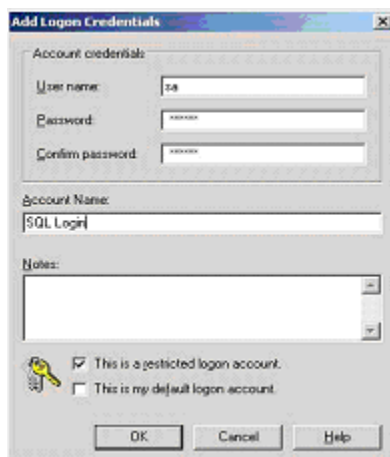 Add Logon Credentials
Account credentials
User name:
sa
Password:
******
Confirm password:
******
Account Name:
SQL Login
Notes:
This is a restricted logon account.
This is my default logon account.
OK
Cancel
Help